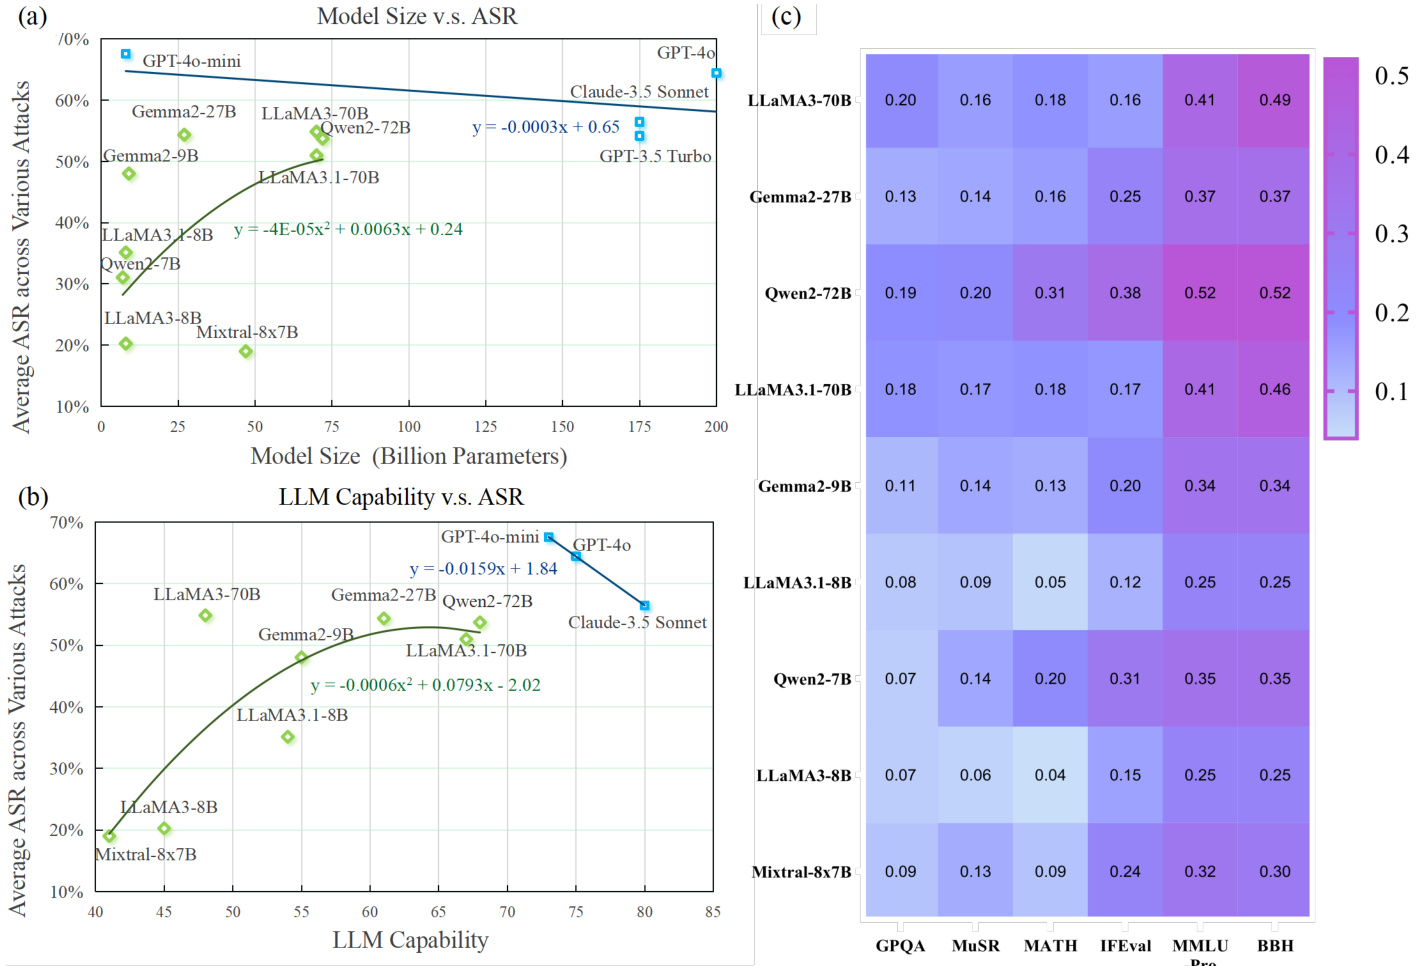 (a)
Model Size v.s. ASR
Average ASR across Various Attacks
70%
60%
50%
40%
30%
20%
10%
GPT-4o-mini
GPT-4o
Gemma2-27B
LLaMA3-70B
Claude-3.5 Sonnet
Qwen2-72B
y = -0.0003x + 0.65
Gemma2-9B
GPT-3.5 Turbo
LLaMA3.1-70B
LLaMA3.1-8B
y = -4E-05x² + 0.0063x + 0.24
Qwen2-7B
LLaMA3-8B
Mixtral-8x7B
0 25 50 75 100 125 150 175 200
Model Size (Billion Parameters)
(b)
LLM Capability v.s. ASR
Average ASR across Various Attacks
70%
60%
50%
40%
30%
20%
10%
GPT-4o-mini
GPT-4o
y = -0.0159x + 1.84
LLaMA3-70B
Gemma2-27B
Qwen2-72B
Claude-3.5 Sonnet
Gemma2-9B
LLaMA3.1-70B
y = -0.0006x² + 0.0793x - 2.02
LLaMA3.1-8B
LLaMA3-8B
Mixtral-8x7B
40 45 50 55 60 65 70 75 80 85
LLM Capability
(c)
LLaMA3-70B 0.20 0.16 0.18 0.16 0.41 0.49
Gemma2-27B 0.13 0.14 0.16 0.25 0.37 0.37
Qwen2-72B 0.19 0.20 0.31 0.38 0.52 0.52
LLaMA3.1-70B 0.18 0.17 0.18 0.17 0.41 0.46
Gemma2-9B 0.11 0.14 0.13 0.20 0.34 0.34
LLaMA3.1-8B 0.08 0.09 0.05 0.12 0.25 0.25
Qwen2-7B 0.07 0.14 0.20 0.31 0.35 0.35
LLaMA3-8B 0.07 0.06 0.04 0.15 0.25 0.25
Mixtral-8x7B 0.09 0.13 0.09 0.24 0.32 0.30
GPQA MuSR MATH IFEval MMLU BBH
-Pro
0.5
0.4
0.3
0.2
0.1